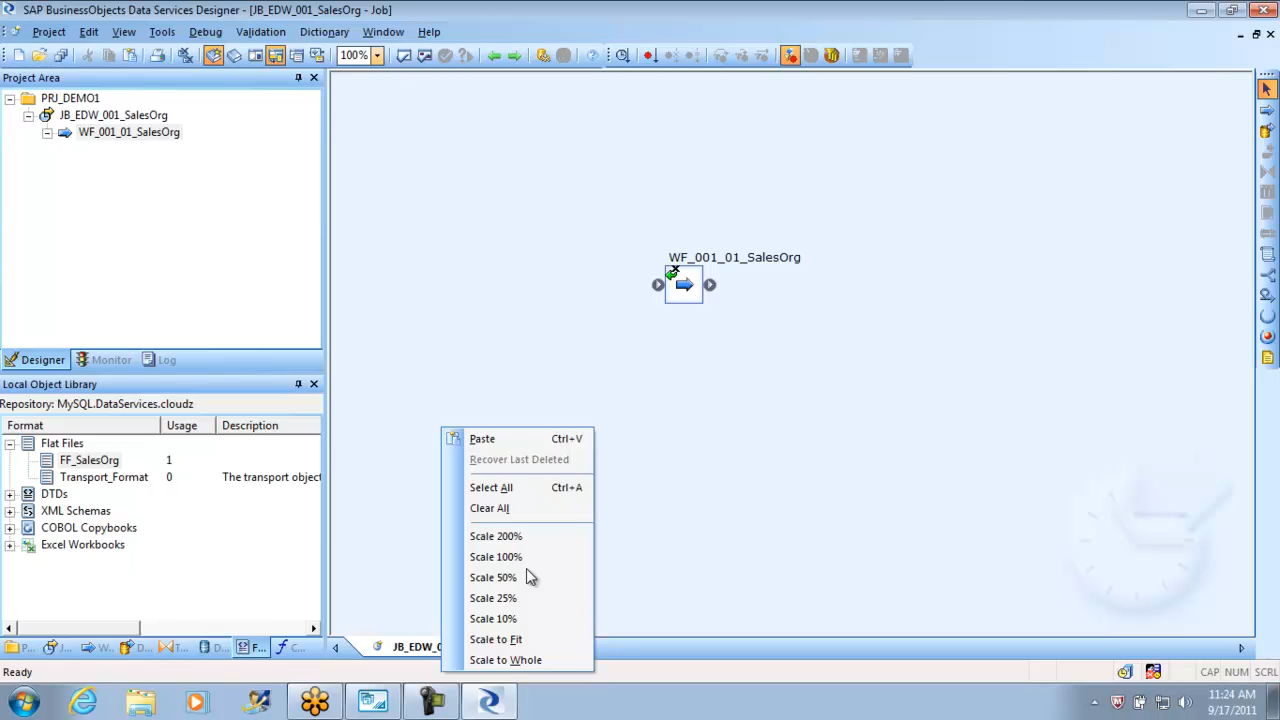 SAP BusinessObjects Data Services Designer - [JB_EDW_001_SalesOrg - Job]
Project Edit View Tools Debug Validation Dictionary Window Help
100%
Project Area
PRJ_DEMO1
JB_EDW_001_SalesOrg
WF_001_01_SalesOrg
WF_001_01_SalesOrg
Designer Monitor Log
Local Object Library
Repository: MySQL.DataServices.cloudz
Format Usage Description
Flat Files
FF_SalesOrg 1
Transport_Format 0 The transport object
DTDs
XML Schemas
COBOL Copybooks
Excel Workbooks
Paste Ctrl+V
Recover Last Deleted
Select All Ctrl+A
Clear All
Scale 200%
Scale 100%
Scale 50%
Scale 25%
Scale 10%
Scale to Fit
Scale to Whole
P... J... W... D... T... D... F... C...
JB_EDW_0
Ready
CAP NUM SCRL
11:24 AM
9/17/2011